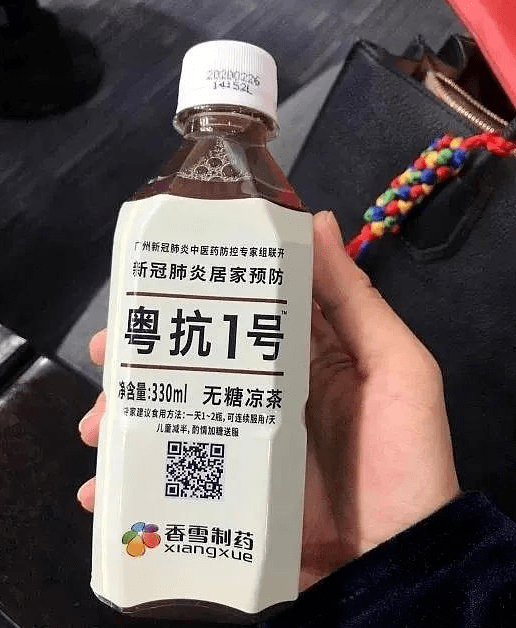 20200226
14152L
广州新冠肺炎中医药防控专家组联开
新冠肺炎居家预防
粤抗1号™
净含量:330ml 无糖凉茶
专家建议食用方法:一天1~2瓶,可连续服用/天
儿童减半,酌情加糖送服
香雪制药
xiangxue